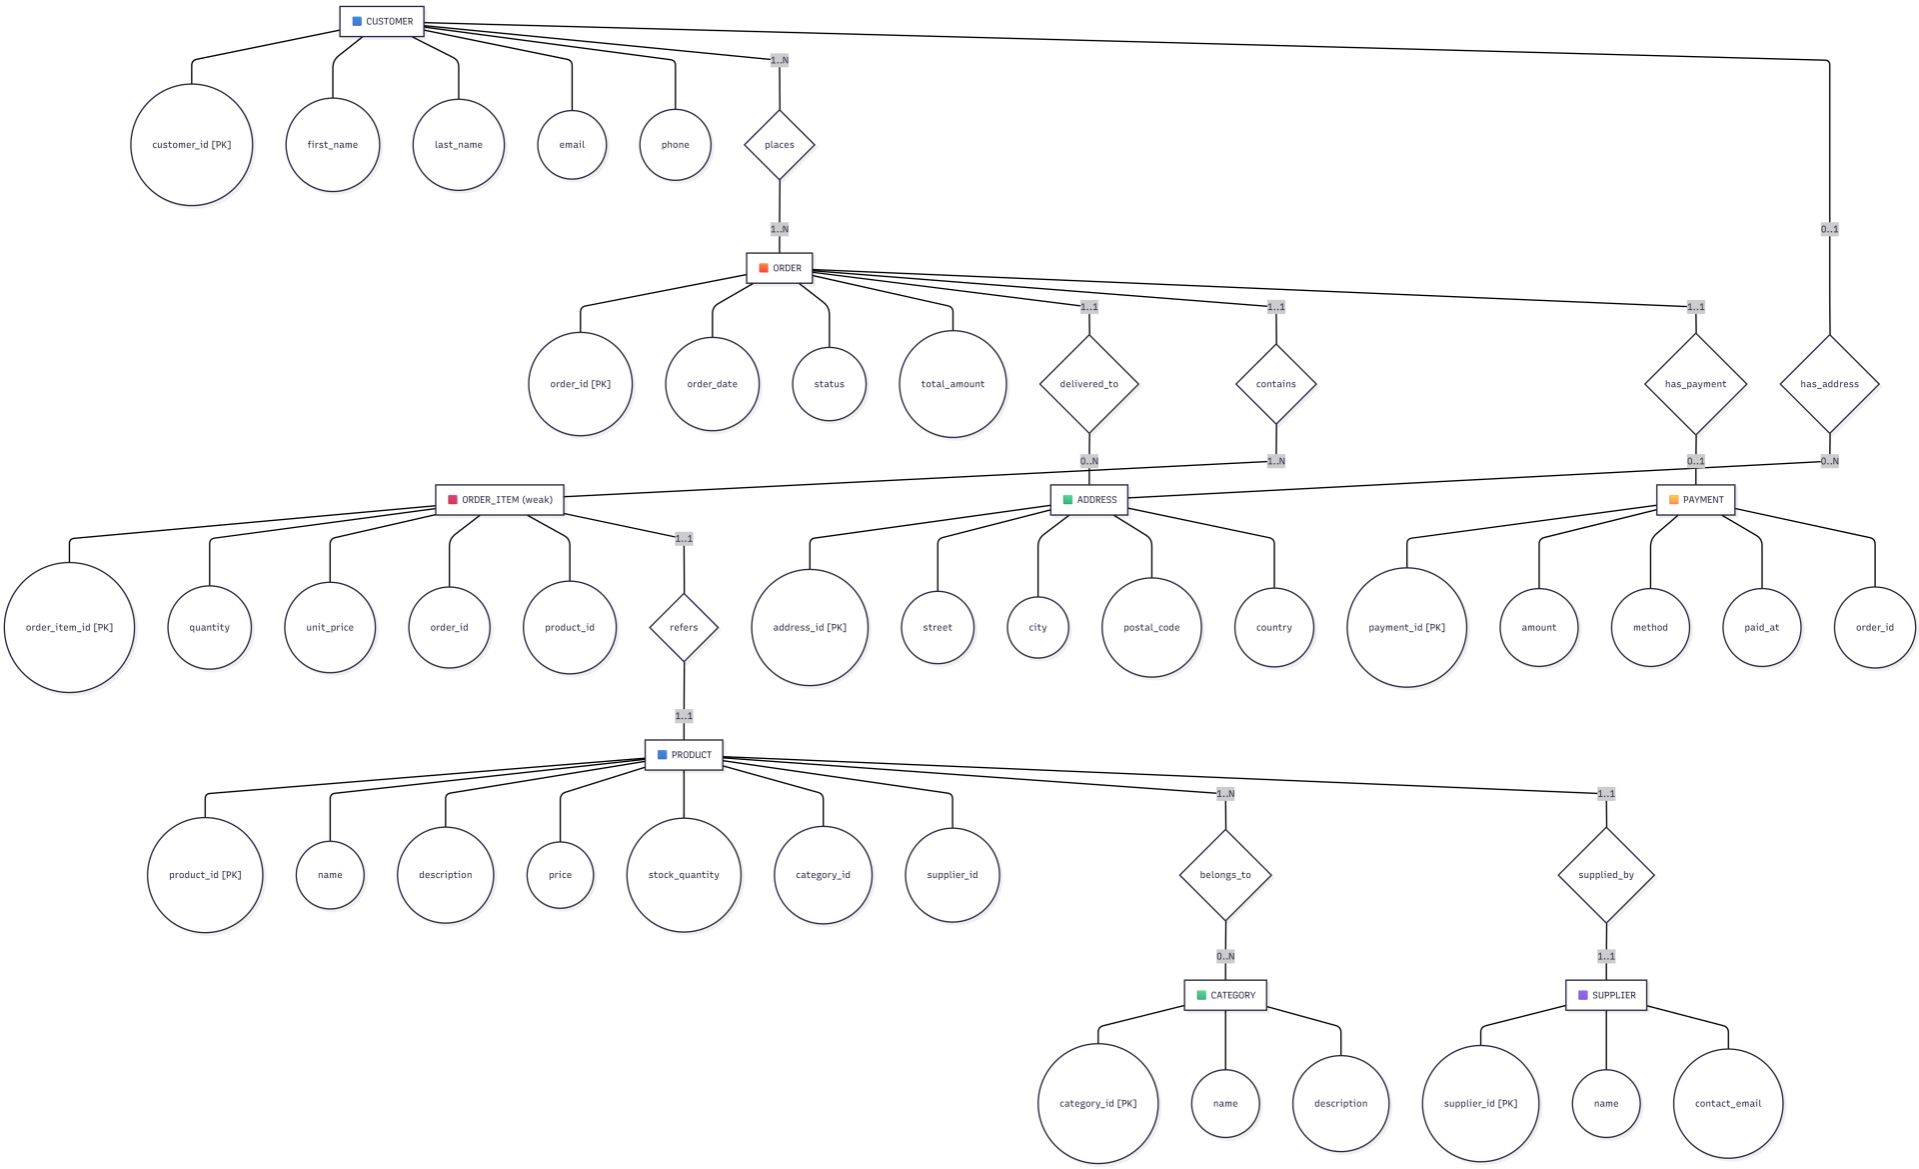 CUSTOMER
1..N
customer_id [PK]
first_name
last_name
email
phone
places
1..N
0..1
ORDER
1..1
1..1
1..1
order_id [PK]
order_date
status
total_amount
delivered_to
contains
has_payment
has_address
0..N
1..N
0..1
0..N
ORDER_ITEM (weak)
ADDRESS
PAYMENT
1..1
order_item_id [PK]
quantity
unit_price
order_id
product_id
refers
address_id [PK]
street
city
postal_code
country
payment_id [PK]
amount
method
paid_at
order_id
1..1
PRODUCT
1..N
1..1
product_id [PK]
name
description
price
stock_quantity
category_id
supplier_id
belongs_to
supplied_by
0..N
1..1
CATEGORY
SUPPLIER
category_id [PK]
name
description
supplier_id [PK]
name
contact_email